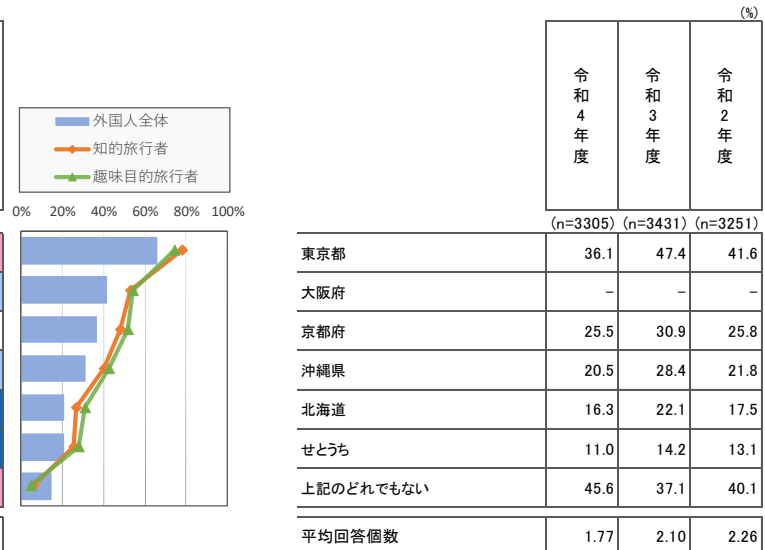 (%)
令和4年度 令和3年度 令和2年度
外国人全体
知的旅行者
趣味目的旅行者
0% 20% 40% 60% 80% 100%
(n=3305) (n=3431) (n=3251)
東京都 36.1 47.4 41.6
大阪府 − − −
京都府 25.5 30.9 25.8
沖縄県 20.5 28.4 21.8
北海道 16.3 22.1 17.5
せとうち 11.0 14.2 13.1
上記のどれでもない 45.6 37.1 40.1
平均回答個数 1.77 2.10 2.26